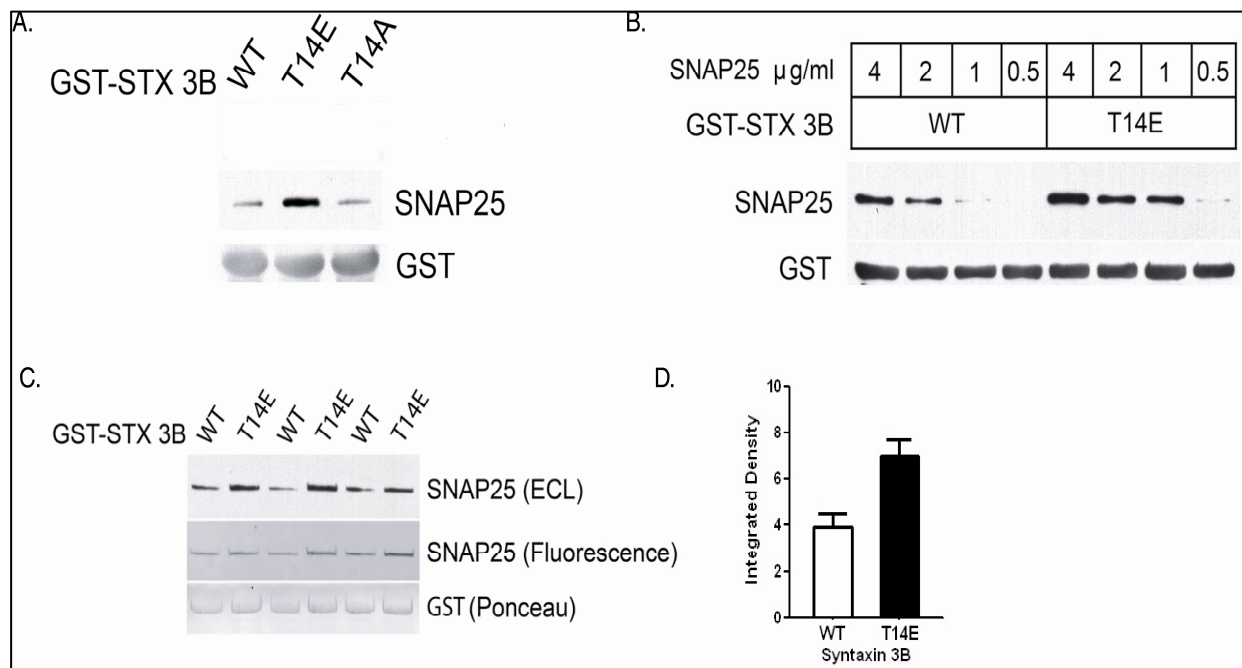 A.
WT T14E T14A
GST-STX 3B
SNAP25
GST
B.
SNAP25 µg/ml 4 2 1 0.5 4 2 1 0.5
GST-STX 3B WT T14E
SNAP25
GST
C.
GST-STX 3B WT T14E WT T14E WT T14E
SNAP25 (ECL)
SNAP25 (Fluorescence)
GST (Ponceau)
D.
Integrated Density
10
8
6
4
2
0
WT T14E
Syntaxin 3B